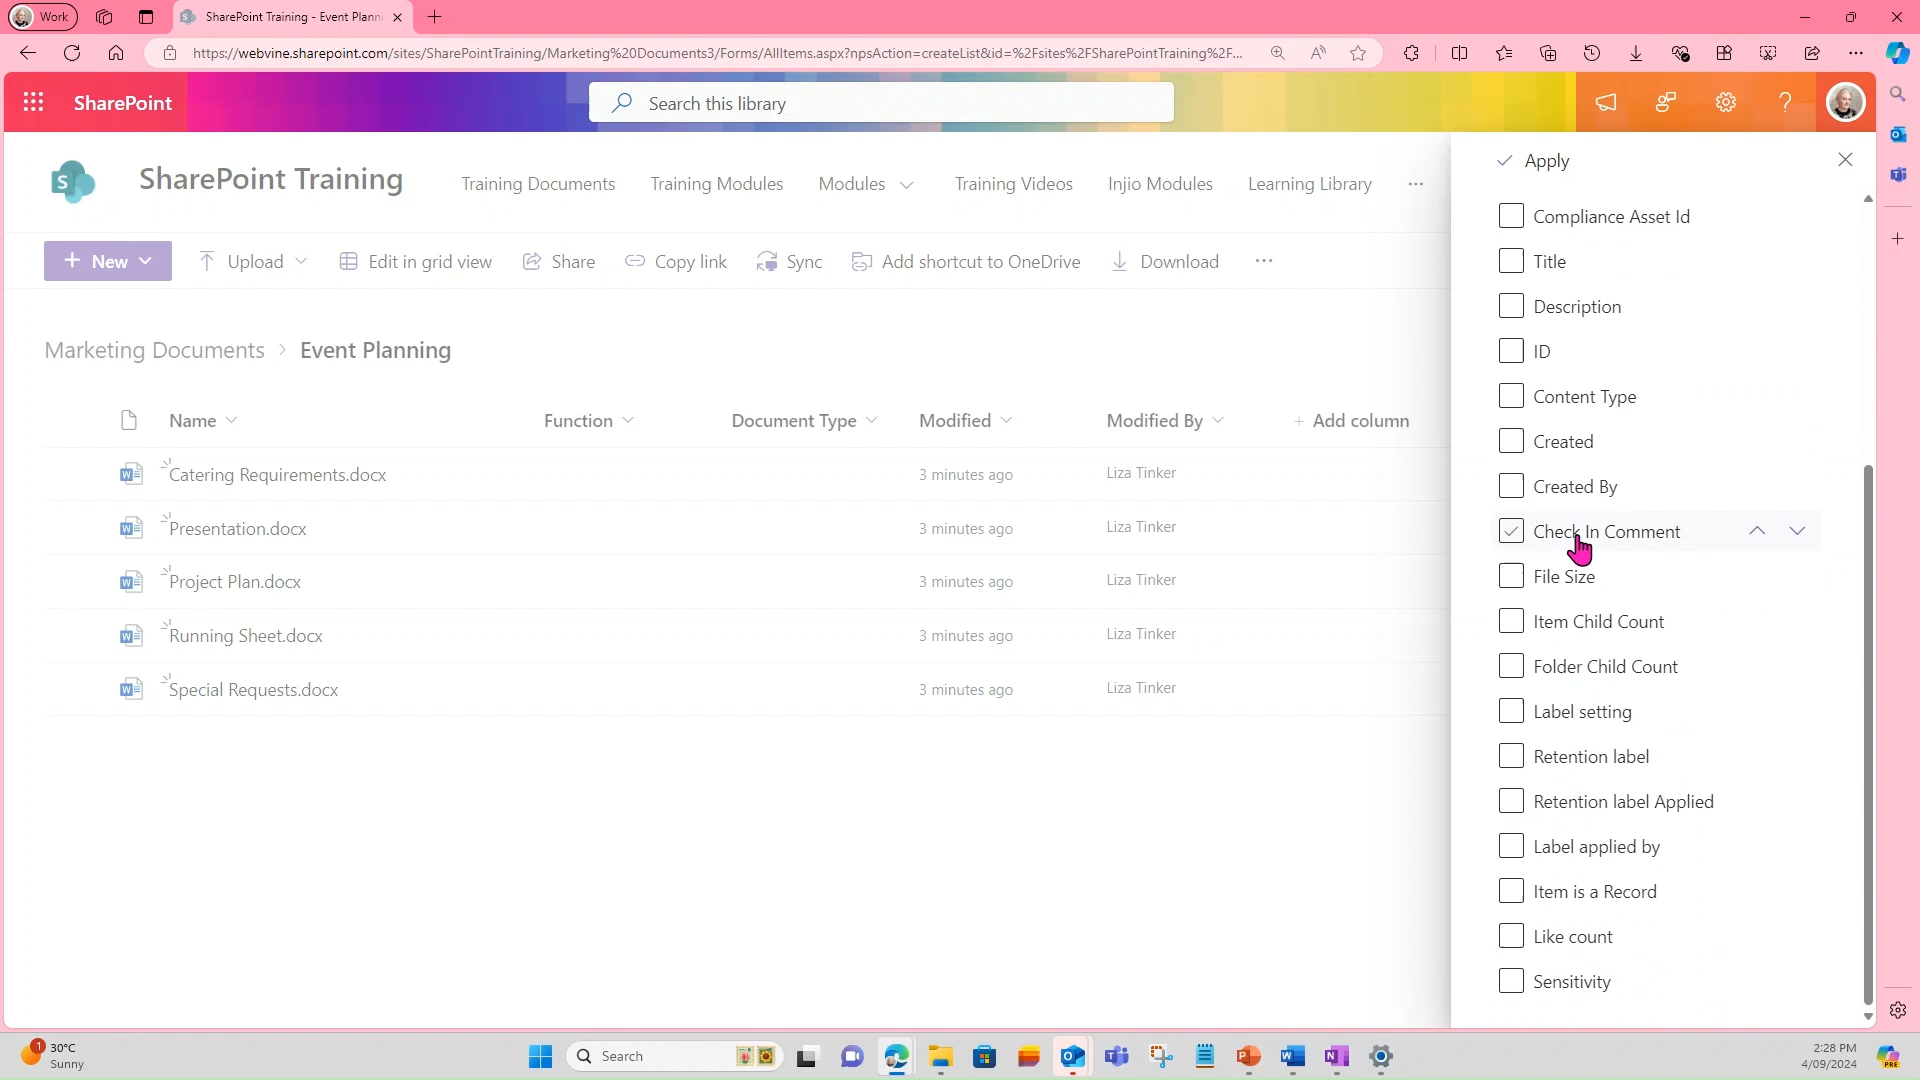 Work
SharePoint Training - Event Planni
https://webvine.sharepoint.com/sites/SharePointTraining/Marketing%20Documents3/Forms/AllItems.aspx?npsAction=createList&id=%2Fsites%2FSharePointTraining%2F...
SharePoint
Search this library
SharePoint Training
Training Documents
Training Modules
Modules
Training Videos
Injio Modules
Learning Library
New
Upload
Edit in grid view
Share
Copy link
Sync
Add shortcut to OneDrive
Download
Marketing Documents > Event Planning
Name
Function
Document Type
Modified
Modified By
+ Add column
Catering Requirements.docx
3 minutes ago
Liza Tinker
Presentation.docx
3 minutes ago
Liza Tinker
Project Plan.docx
3 minutes ago
Liza Tinker
Running Sheet.docx
3 minutes ago
Liza Tinker
Special Requests.docx
3 minutes ago
Liza Tinker
Apply
Compliance Asset Id
Title
Description
ID
Content Type
Created
Created By
Check In Comment
File Size
Item Child Count
Folder Child Count
Label setting
Retention label
Retention label Applied
Label applied by
Item is a Record
Like count
Sensitivity
1
30°C
Sunny
Search
2:28 PM
4/09/2024
PRE